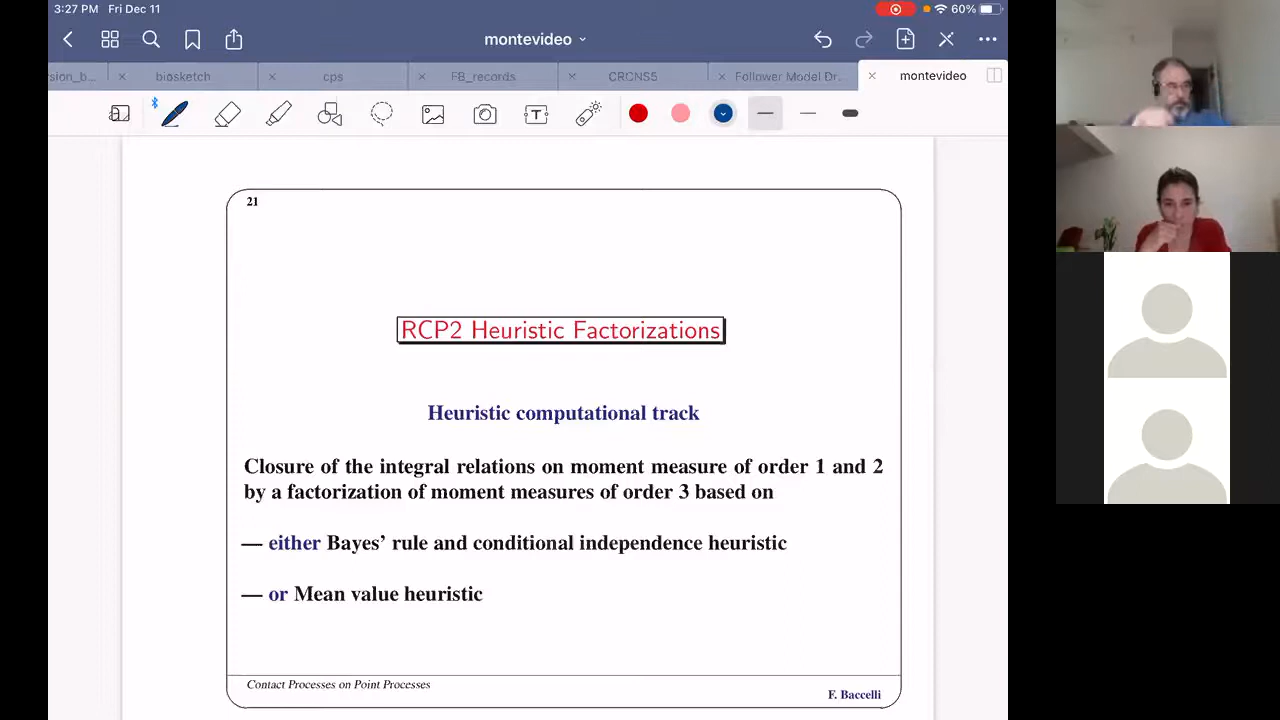 3:27 PM Fri Dec 11
60%
montevideo
rsion_b...
biosketch
cps
FB_records
CRCNS5
Follower Model Dr...
montevideo
T
21
RCP2 Heuristic Factorizations
Heuristic computational track
Closure of the integral relations on moment measure of order 1 and 2
by a factorization of moment measures of order 3 based on
— either Bayes’ rule and conditional independence heuristic
— or Mean value heuristic
Contact Processes on Point Processes
F. Baccelli